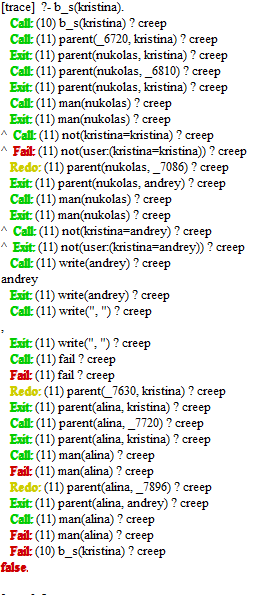 [trace]  ?- b_s(kristina).
Call: (10) b_s(kristina) ? creep
Call: (11) parent(_6720, kristina) ? creep
Exit: (11) parent(nukolas, kristina) ? creep
Call: (11) parent(nukolas, _6810) ? creep
Exit: (11) parent(nukolas, kristina) ? creep
Call: (11) man(nukolas) ? creep
Exit: (11) man(nukolas) ? creep
^ Call: (11) not(kristina=kristina) ? creep
^ Fail: (11) not(user:(kristina=kristina)) ? creep
Redo: (11) parent(nukolas, _7086) ? creep
Exit: (11) parent(nukolas, andrey) ? creep
Call: (11) man(nukolas) ? creep
Exit: (11) man(nukolas) ? creep
^ Call: (11) not(kristina=andrey) ? creep
^ Exit: (11) not(user:(kristina=andrey)) ? creep
Call: (11) write(andrey) ? creep
andrey
Exit: (11) write(andrey) ? creep
Call: (11) write(", ") ? creep
,
Exit: (11) write(", ") ? creep
Call: (11) fail ? creep
Fail: (11) fail ? creep
Redo: (11) parent(_7630, kristina) ? creep
Exit: (11) parent(alina, kristina) ? creep
Call: (11) parent(alina, _7720) ? creep
Exit: (11) parent(alina, kristina) ? creep
Call: (11) man(alina) ? creep
Fail: (11) man(alina) ? creep
Redo: (11) parent(alina, _7896) ? creep
Exit: (11) parent(alina, andrey) ? creep
Call: (11) man(alina) ? creep
Fail: (11) man(alina) ? creep
Fail: (10) b_s(kristina) ? creep
false.